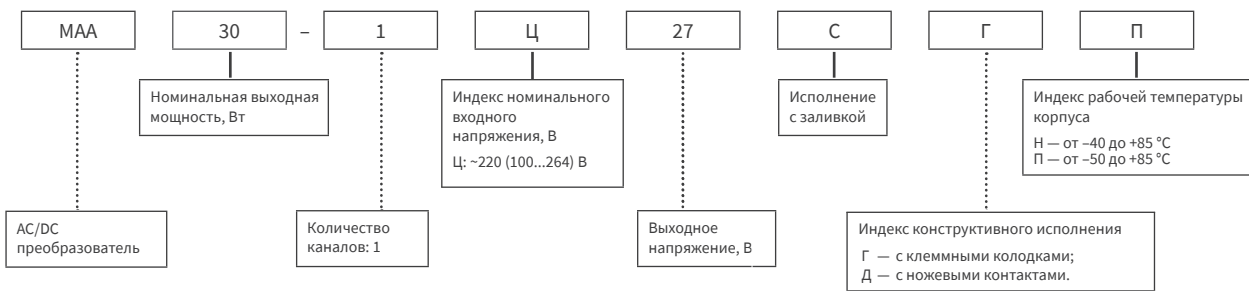 МАА 30 – 1 Ц 27 С Г П
Номинальная выходная
мощность, Вт
Индекс номинального
входного
напряжения, В
Ц: ~220 (100...264) В
Исполнение
с заливкой
Индекс рабочей температуры
корпуса
Н — от –40 до +85 °С
П — от –50 до +85 °С
AC/DC
преобразователь
Количество
каналов: 1
Выходное
напряжение, В
Индекс конструктивного исполнения
Г — с клеммными колодками;
Д — с ножевыми контактами.